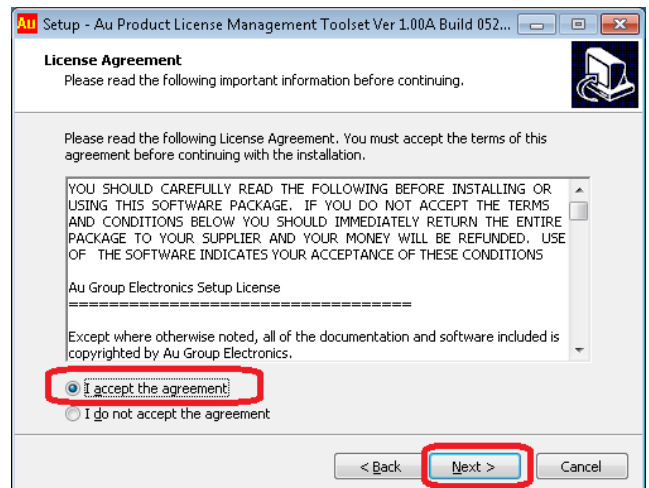 Au Setup - Au Product License Management Toolset Ver 1.00A Build 052...
License Agreement
Please read the following important information before continuing.
Please read the following License Agreement. You must accept the terms of this
agreement before continuing with the installation.
YOU SHOULD CAREFULLY READ THE FOLLOWING BEFORE INSTALLING OR
USING THIS SOFTWARE PACKAGE. IF YOU DO NOT ACCEPT THE TERMS
AND CONDITIONS BELOW YOU SHOULD IMMEDIATELY RETURN THE ENTIRE
PACKAGE TO YOUR SUPPLIER AND YOUR MONEY WILL BE REFUNDED. USE
OF THE SOFTWARE INDICATES YOUR ACCEPTANCE OF THESE CONDITIONS
Au Group Electronics Setup License
===================================
Except where otherwise noted, all of the documentation and software included is
copyrighted by Au Group Electronics.
I accept the agreement
I do not accept the agreement
< Back Next > Cancel